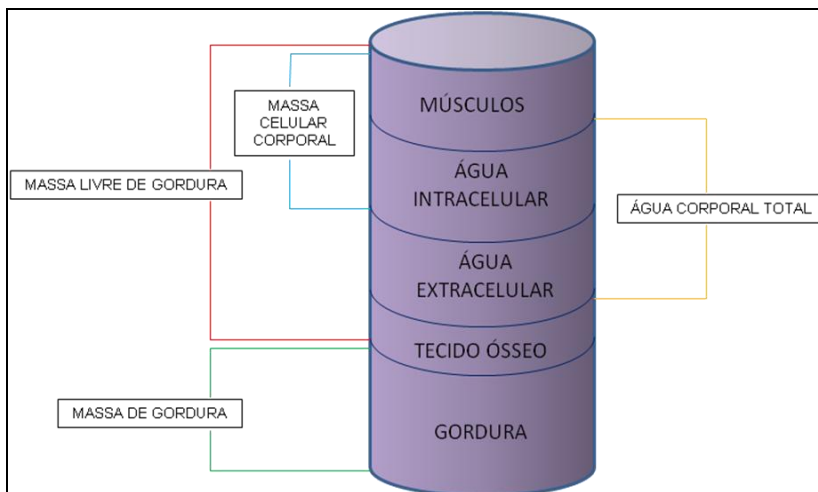 MÚSCULOS
MASSA
CELULAR
CORPORAL
MASSA LIVRE DE GORDURA
ÁGUA
INTRACELULAR
ÁGUA CORPORAL TOTAL
ÁGUA
EXTRACELULAR
TECIDO ÓSSEO
MASSA DE GORDURA
GORDURA